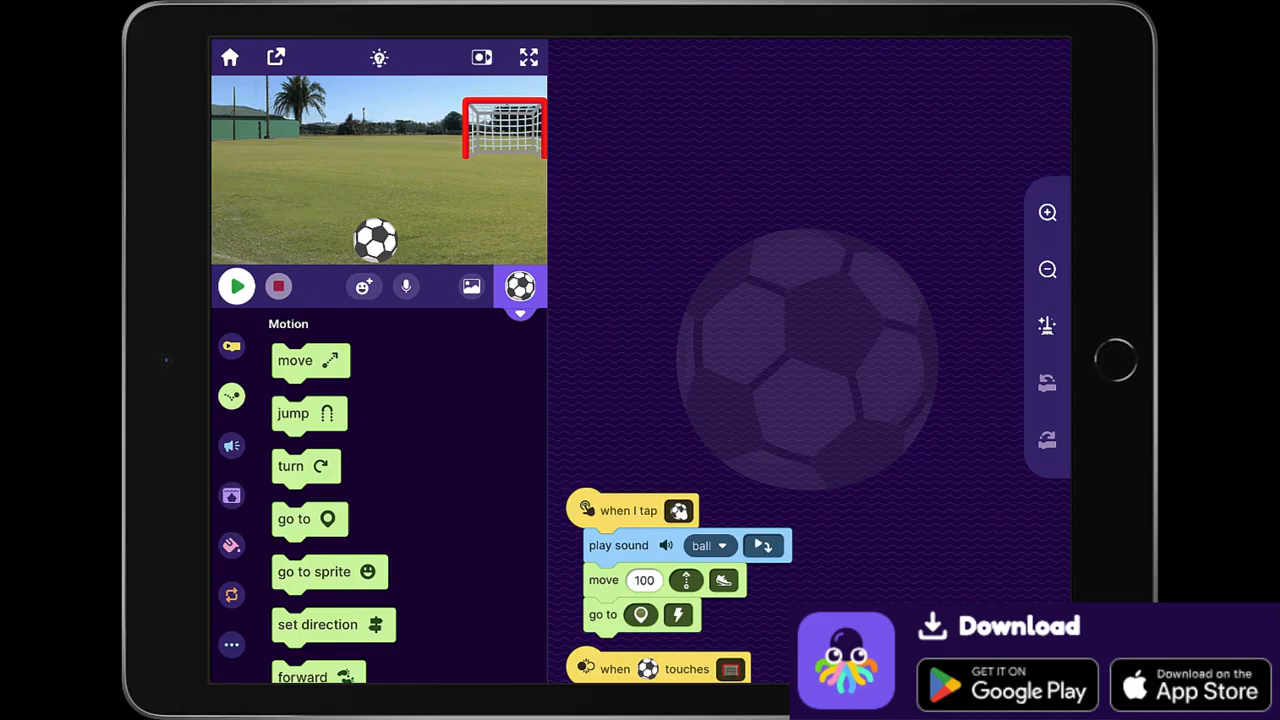 Motion
move
jump
turn
go to
go to sprite
set direction
forward
when I tap
play sound ball
move 100
go to
when touches
Download
GET IT ON
Google Play
Download on the
App Store